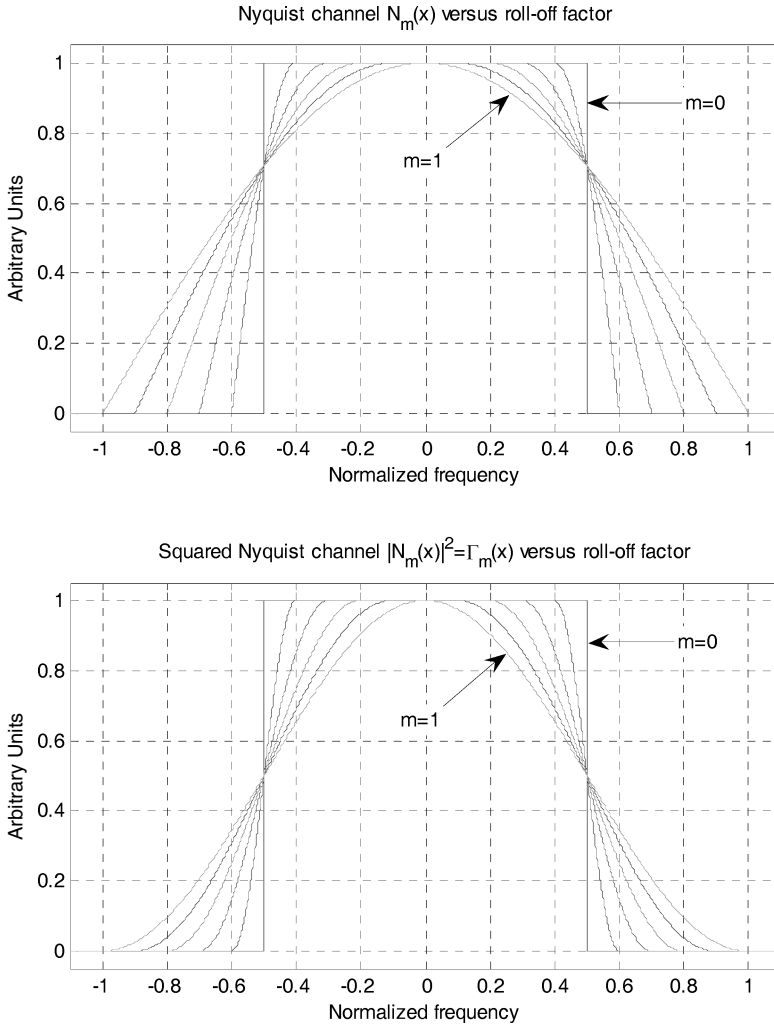 Nyquist channel Nm(x) versus roll-off factor
1
0.8
0.6
0.4
0.2
0
m=0
m=1
Arbitrary Units
-1 -0.8 -0.6 -0.4 -0.2 0 0.2 0.4 0.6 0.8 1
Normalized frequency
Squared Nyquist channel |Nm(x)|²=Γm(x) versus roll-off factor
1
0.8
0.6
0.4
0.2
0
m=0
m=1
Arbitrary Units
-1 -0.8 -0.6 -0.4 -0.2 0 0.2 0.4 0.6 0.8 1
Normalized frequency